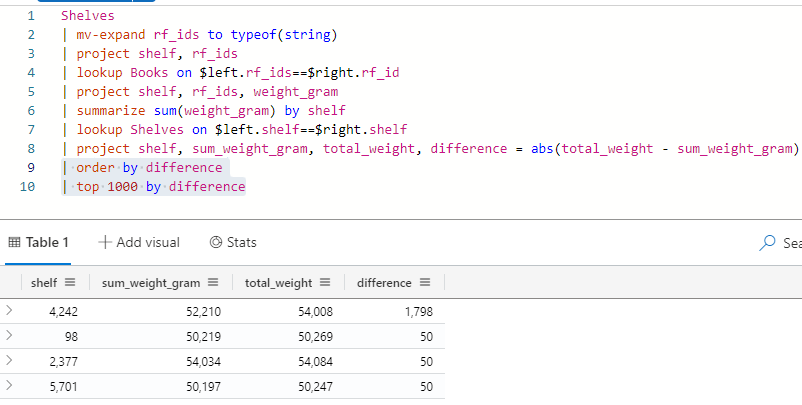 1 Shelves
2 | mv-expand rf_ids to typeof(string)
3 | project shelf, rf_ids
4 | lookup Books on $left.rf_ids==$right.rf_id
5 | project shelf, rf_ids, weight_gram
6 | summarize sum(weight_gram) by shelf
7 | lookup Shelves on $left.shelf==$right.shelf
8 | project shelf, sum_weight_gram, total_weight, difference = abs(total_weight - sum_weight_gram)
9 | order by difference
10 | top 1000 by difference
Table 1 Add visual Stats Sea
shelf sum_weight_gram total_weight difference
4,242 52,210 54,008 1,798
98 50,219 50,269 50
2,377 54,034 54,084 50
5,701 50,197 50,247 50